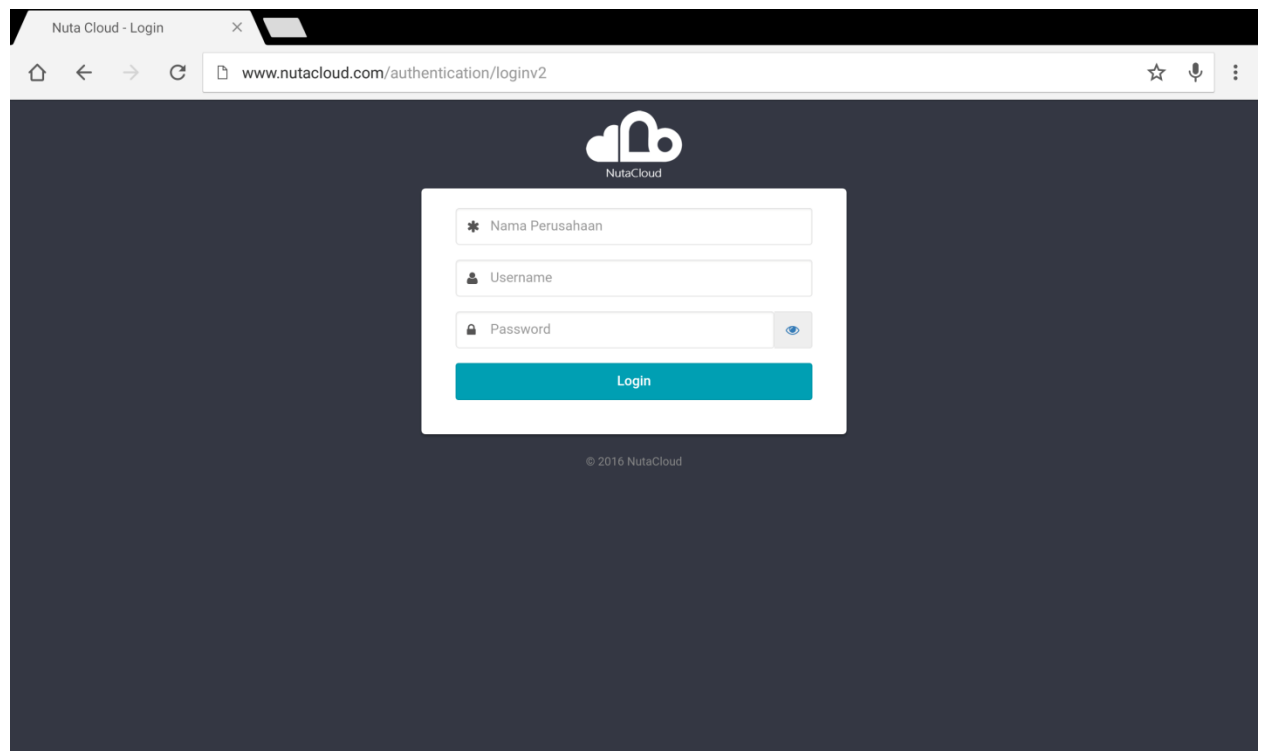 Nuta Cloud - Login
www.nutacloud.com/authentication/loginv2
NutaCloud
Nama Perusahaan
Username
Password
Login
© 2016 NutaCloud